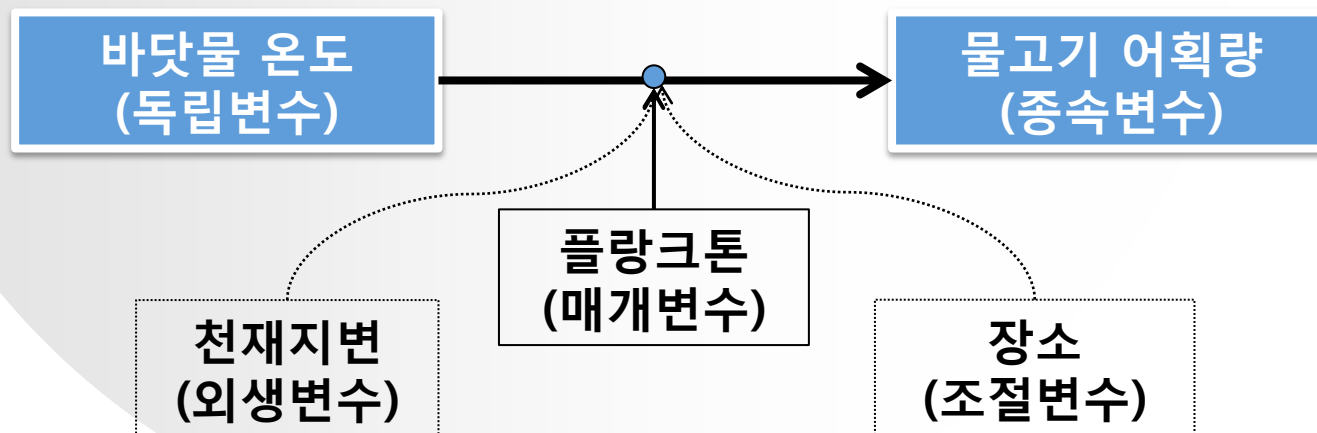 바닷물 온도
(독립변수)
물고기 어획량
(종속변수)
플랑크톤
(매개변수)
천재지변
(외생변수)
장소
(조절변수)